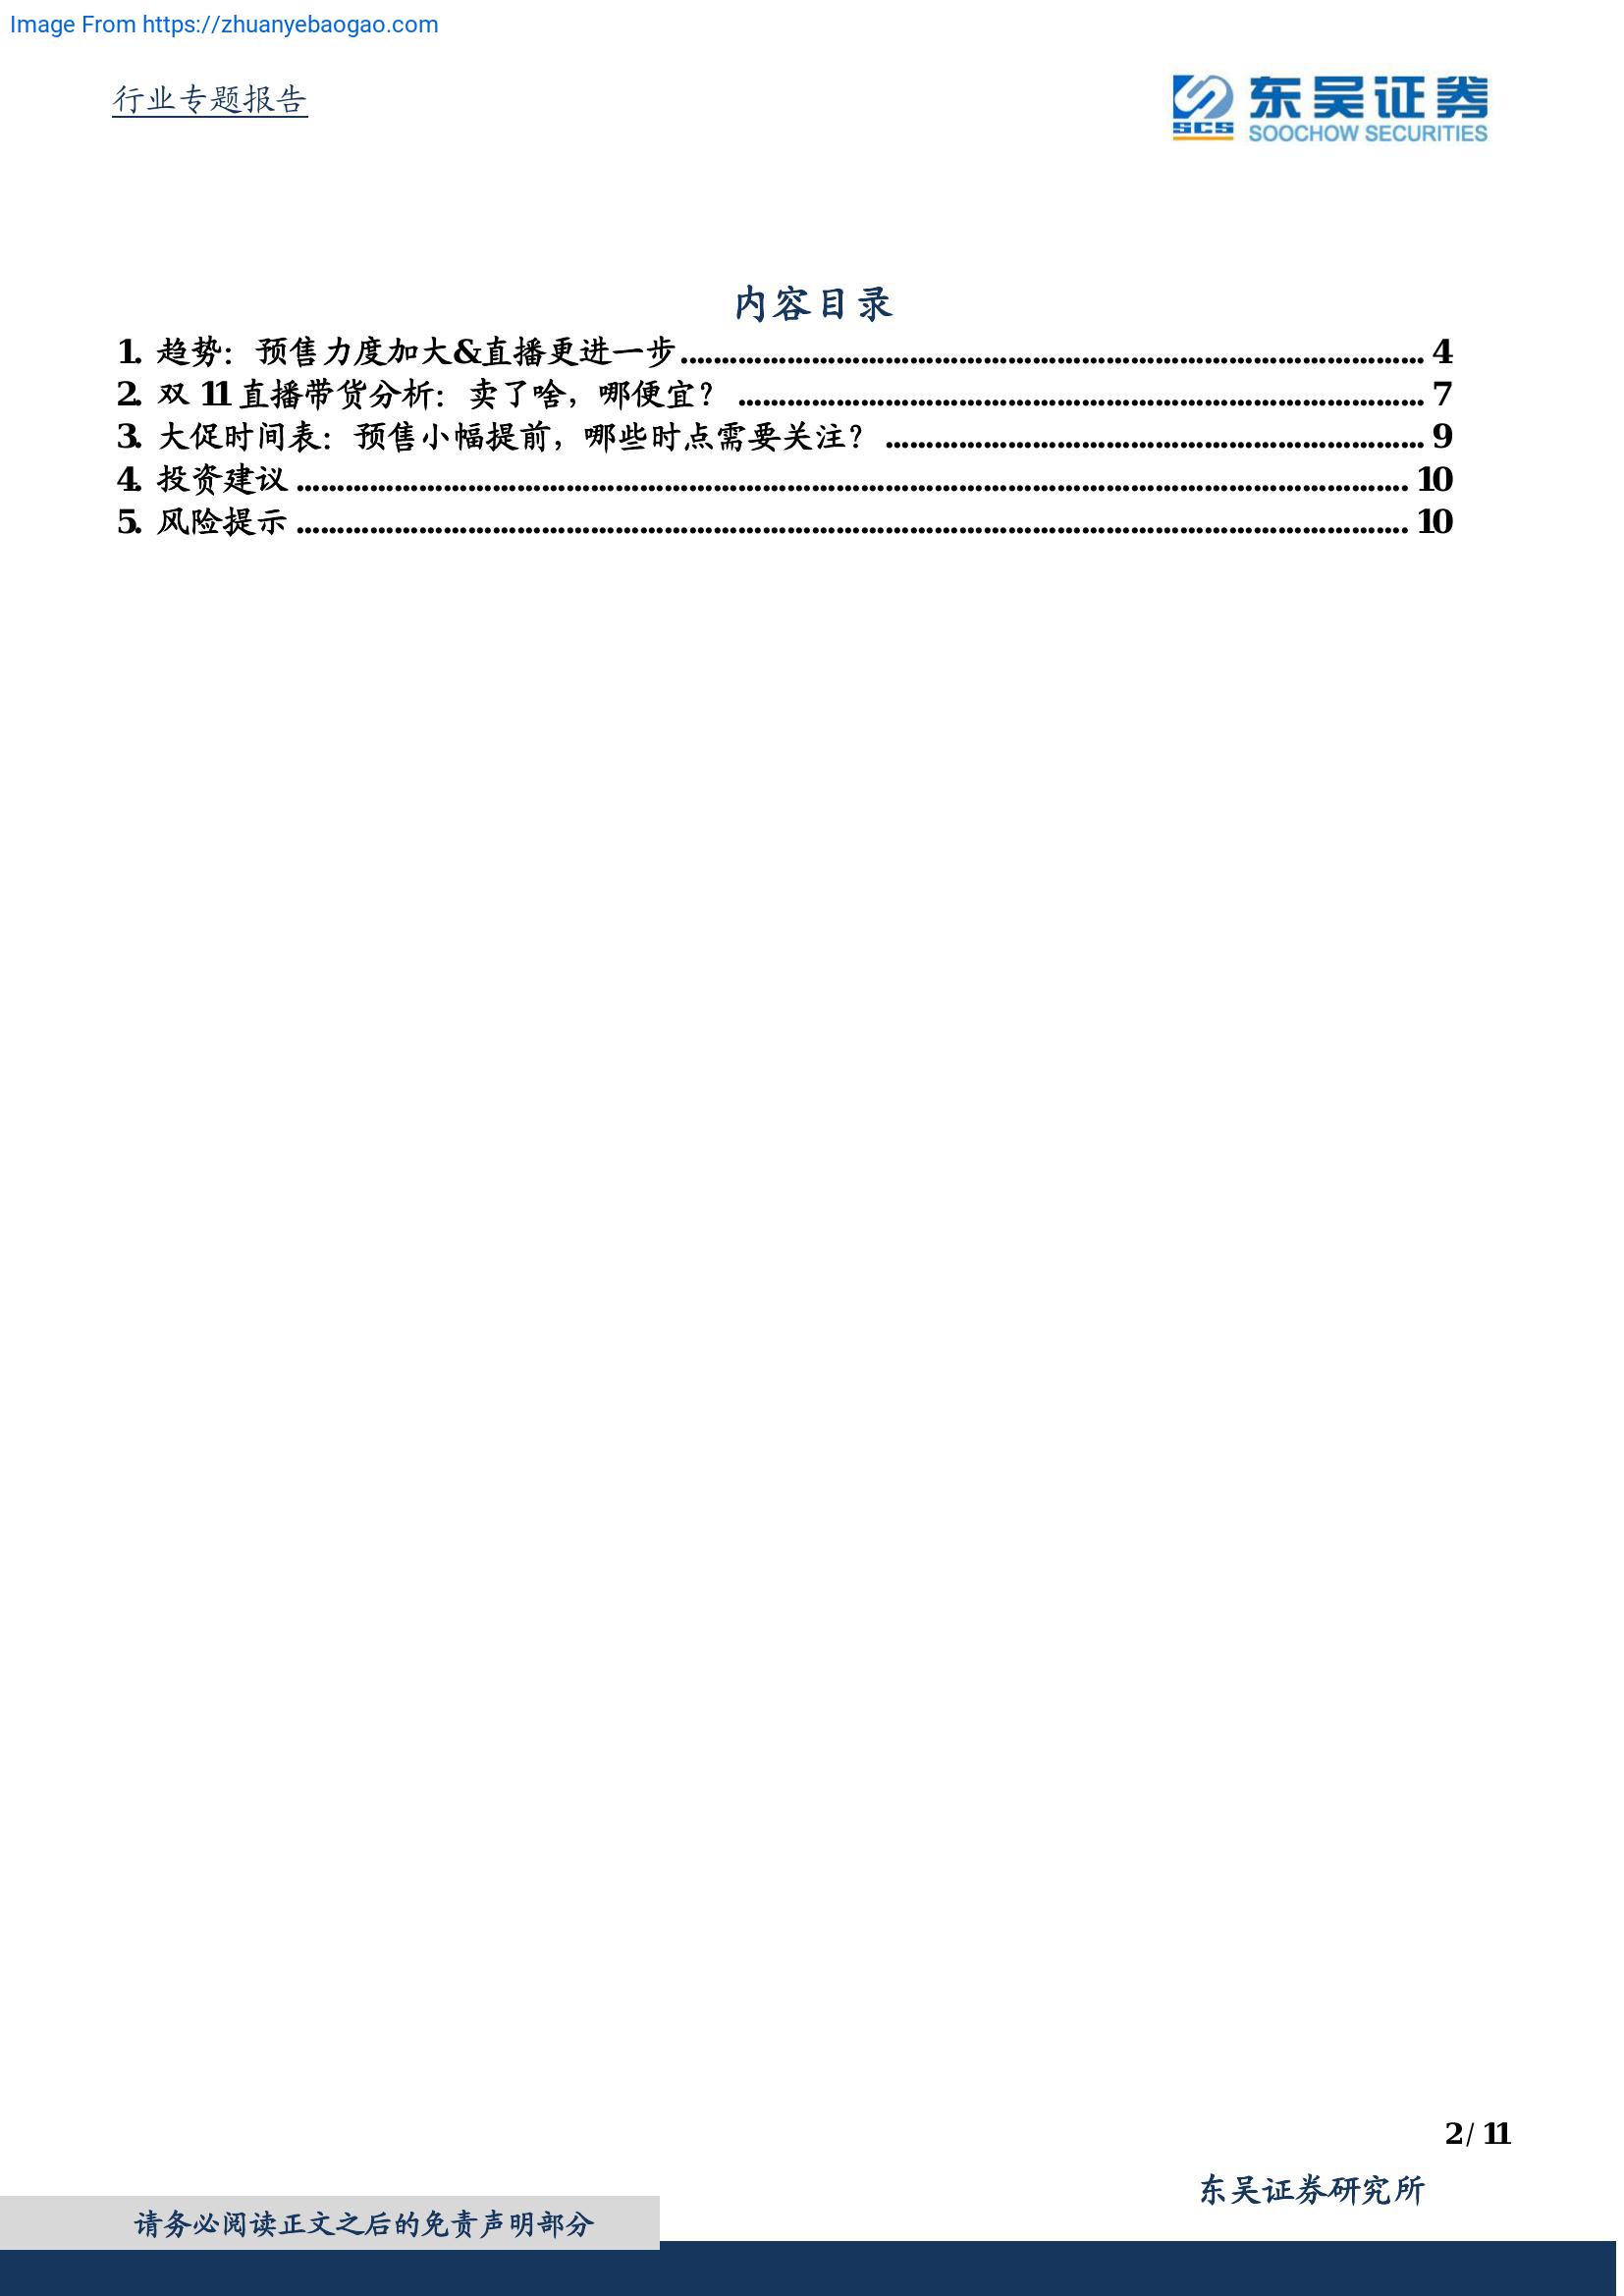 Image From https://zhuanyebaogao.com
行业专题报告
东吴证券
SCS
SOOCHOW SECURITIES
内容目录
1. 趋势：预售力度加大&直播更进一步 4
2. 双 11 直播带货分析：卖了啥，哪便宜？ 7
3. 大促时间表：预售小幅提前，哪些时点需要关注？ 9
4. 投资建议 10
5. 风险提示 10
2 / 11
东吴证券研究所
请务必阅读正文之后的免责声明部分